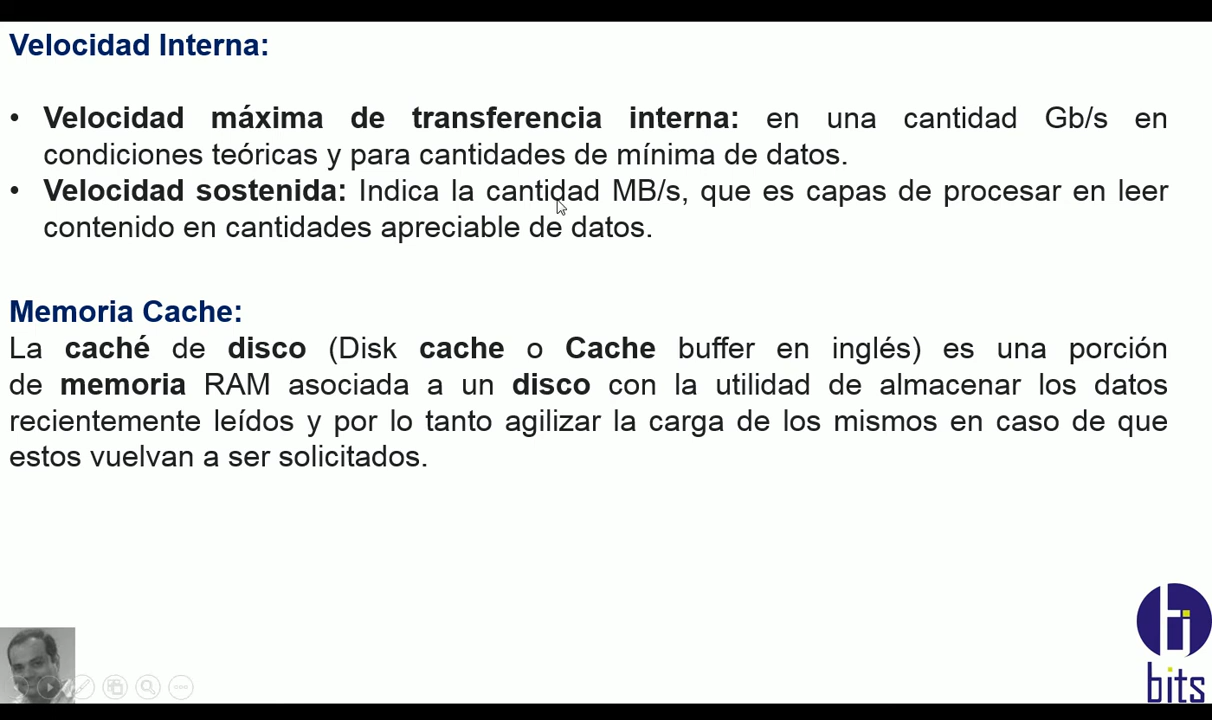 Velocidad Interna:
• Velocidad máxima de transferencia interna: en una cantidad Gb/s en
condiciones teóricas y para cantidades de mínima de datos.
• Velocidad sostenida: Indica la cantidad MB/s, que es capas de procesar en leer
contenido en cantidades apreciable de datos.
Memoria Cache:
La caché de disco (Disk cache o Cache buffer en inglés) es una porción
de memoria RAM asociada a un disco con la utilidad de almacenar los datos
recientemente leídos y por lo tanto agilizar la carga de los mismos en caso de que
estos vuelvan a ser solicitados.
bits